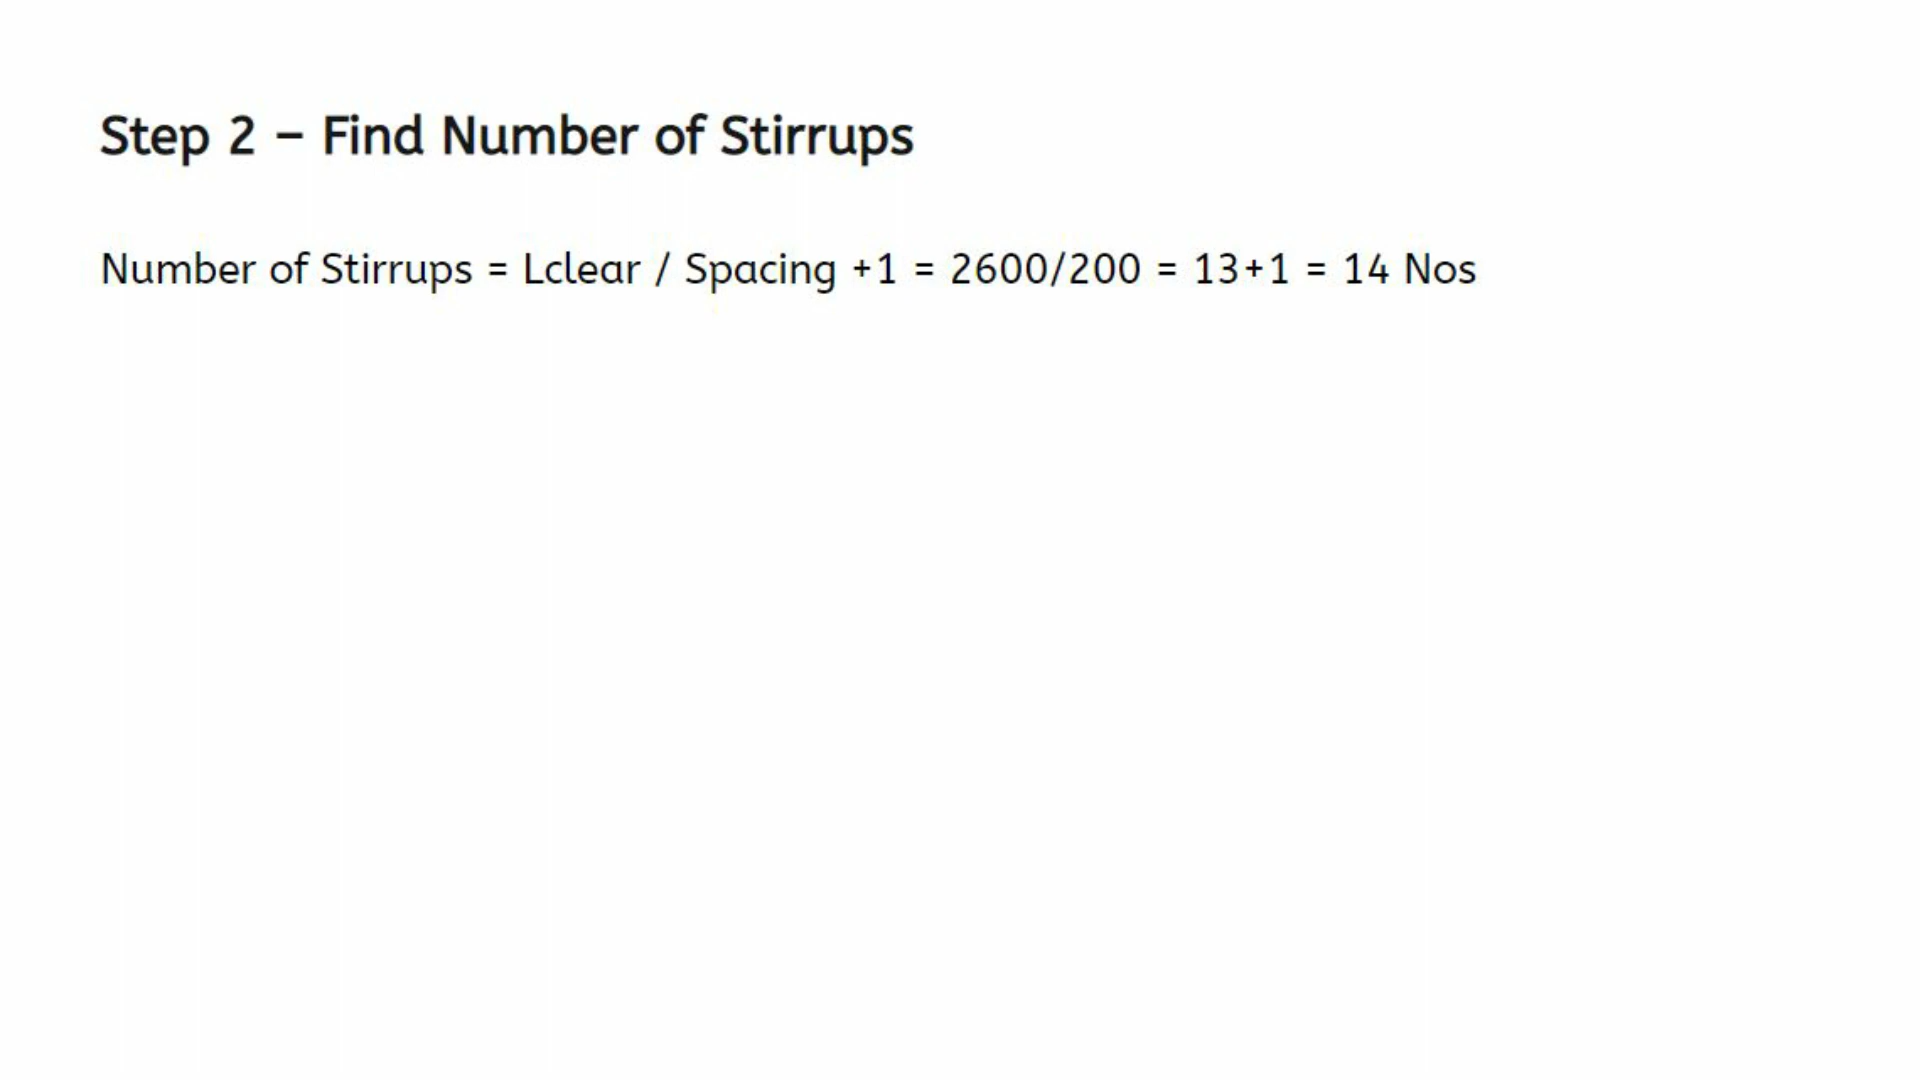 Step 2 – Find Number of Stirrups
Number of Stirrups = Lclear / Spacing +1 = 2600/200 = 13+1 = 14 Nos